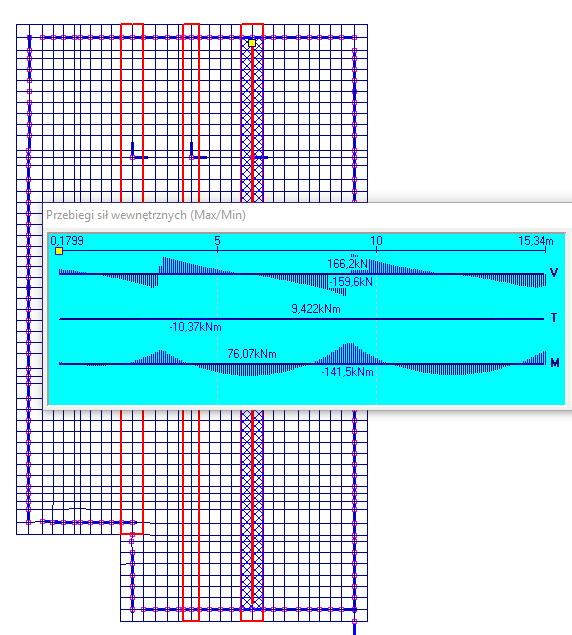 Przebiegi sił wewnętrznych (Max/Min)
0,1799 5 10 15,34m
166,2kN
-159,6kN V
9,422kNm
-10,37kNm T
76,07kNm M
-141,5kNm